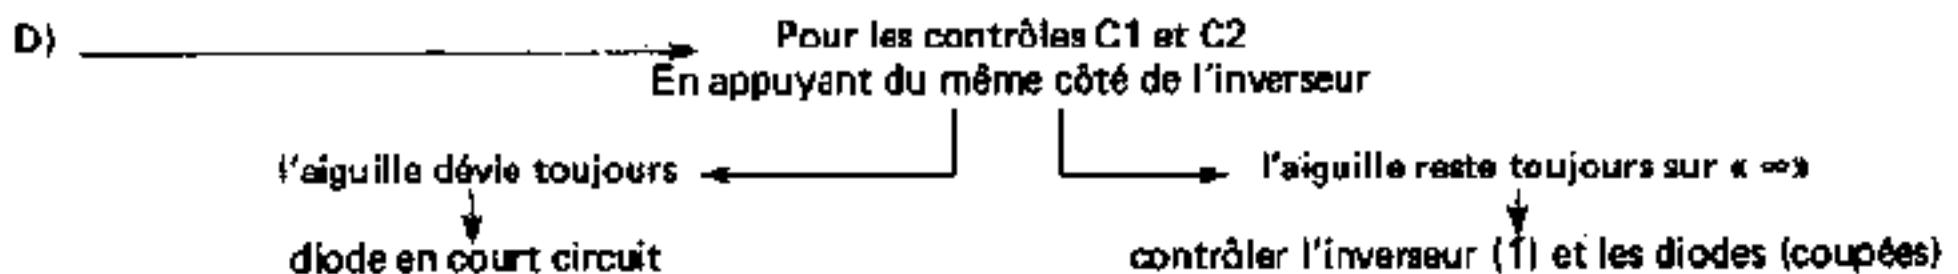 D) Pour les contrôles C1 et C2
En appuyant du même côté de l'inverseur
l'aiguille dévie toujours
l'aiguille reste toujours sur « ∞»
diode en court circuit
contrôler l'inverseur (1) et les diodes (coupées)